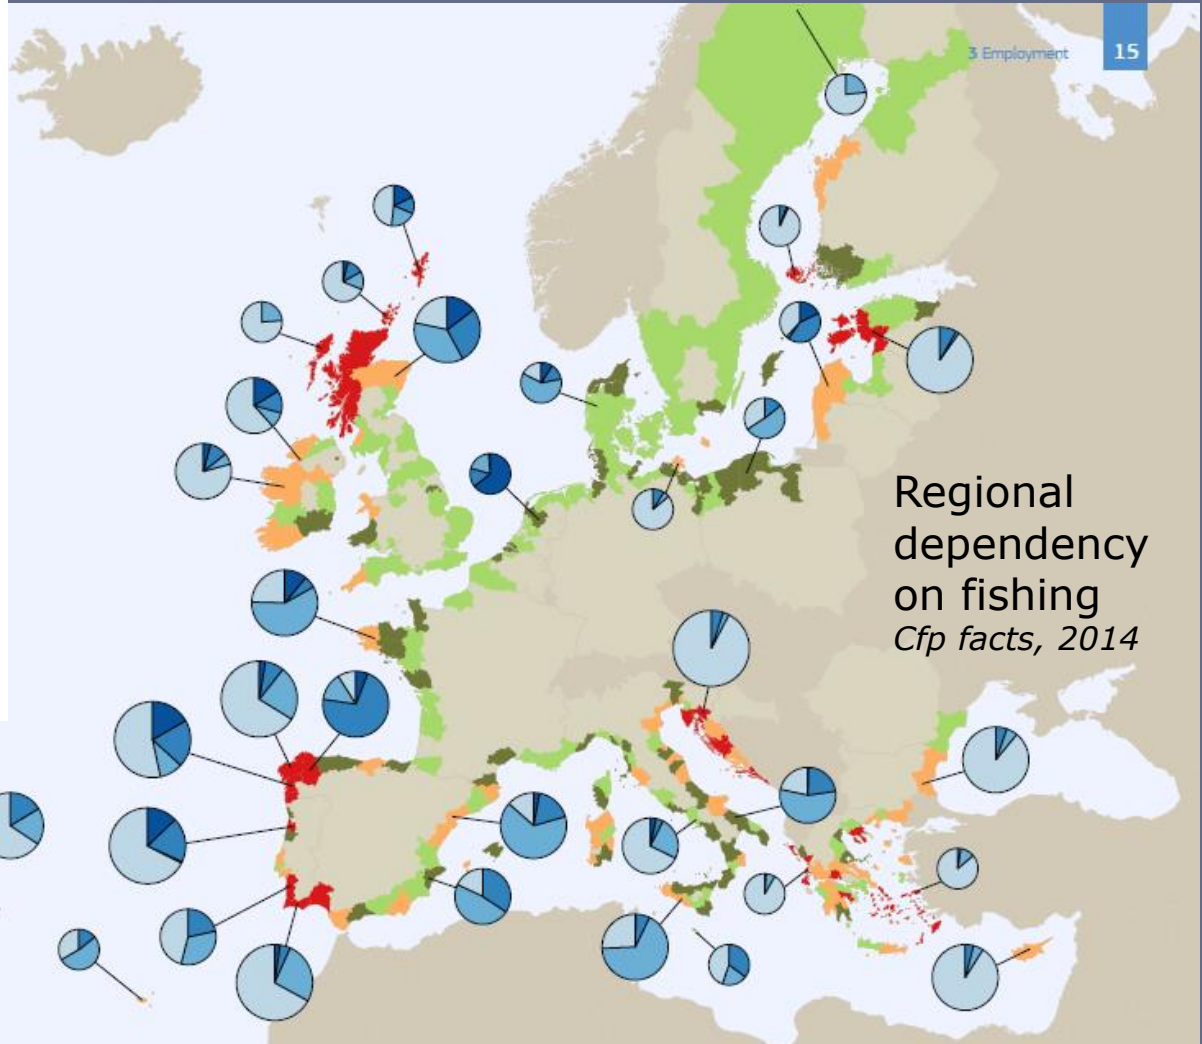 3 Employment
15
Regional
dependency
on fishing
Cfp facts, 2014